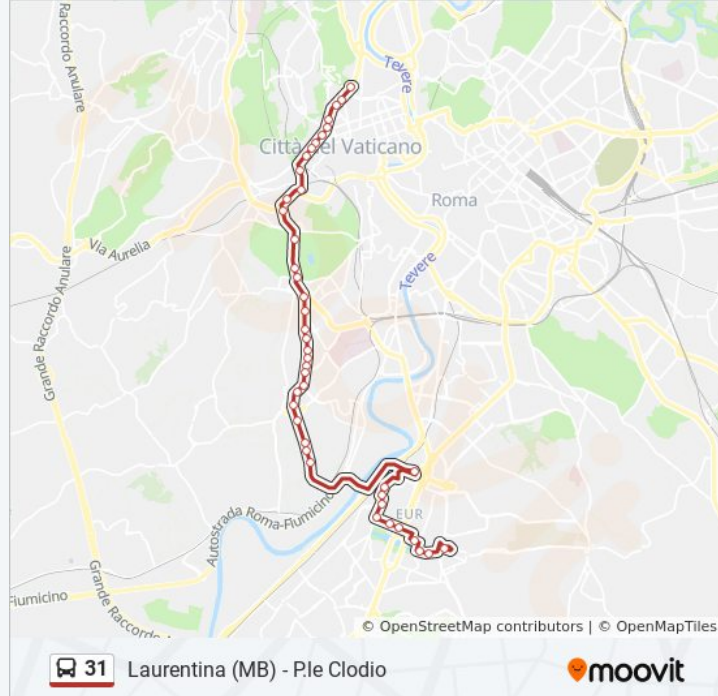 Raccordo Anulare
Tevere
Città del Vaticano
Roma
Via Aurelia
Tevere
Grande Raccordo Anulare
Autostrada Roma-Fiumicino
EUR
Fiumicino
Grande Raccordo Anulare
© OpenStreetMap contributors | © OpenMapTiles
31 Laurentina (MB) - P.le Clodio
moovit